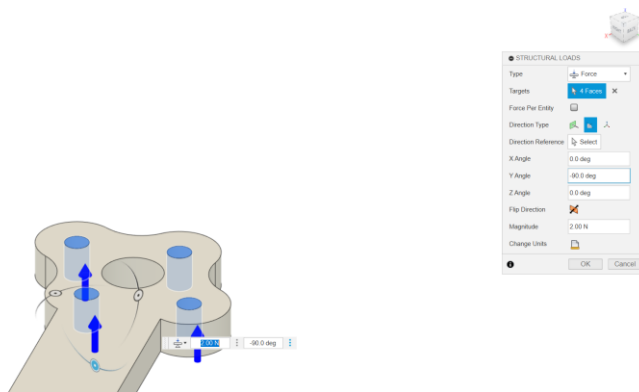 STRUCTURAL LOADS
Type Force
Targets 4 Faces
Force Per Entity
Direction Type
Direction Reference Select
X Angle 0.0 deg
Y Angle -90.0 deg
Z Angle 0.0 deg
Flip Direction
Magnitude 2.00 N
Change Units
OK Cancel
2.00 N -90.0 deg